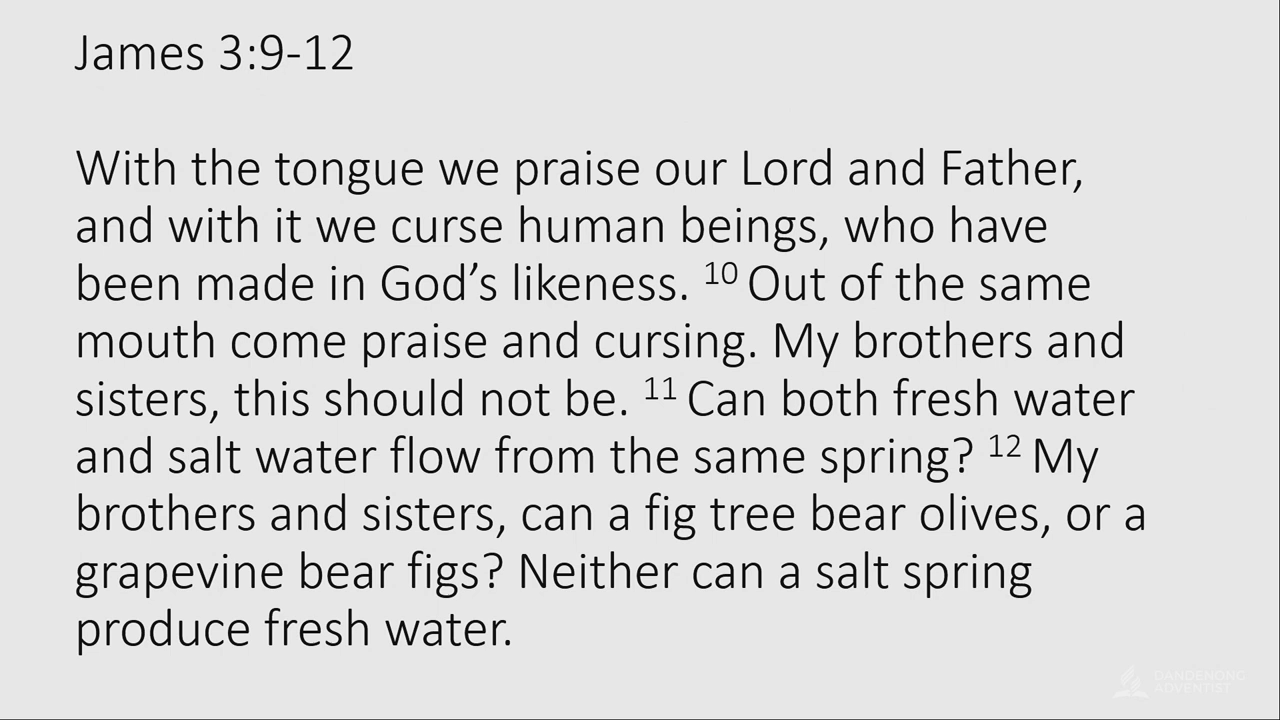 James 3:9-12
With the tongue we praise our Lord and Father,
and with it we curse human beings, who have
been made in God’s likeness. 10 Out of the same
mouth come praise and cursing. My brothers and
sisters, this should not be. 11 Can both fresh water
and salt water flow from the same spring? 12 My
brothers and sisters, can a fig tree bear olives, or a
grapevine bear figs? Neither can a salt spring
produce fresh water.
DANDENONG
ADVENTIST